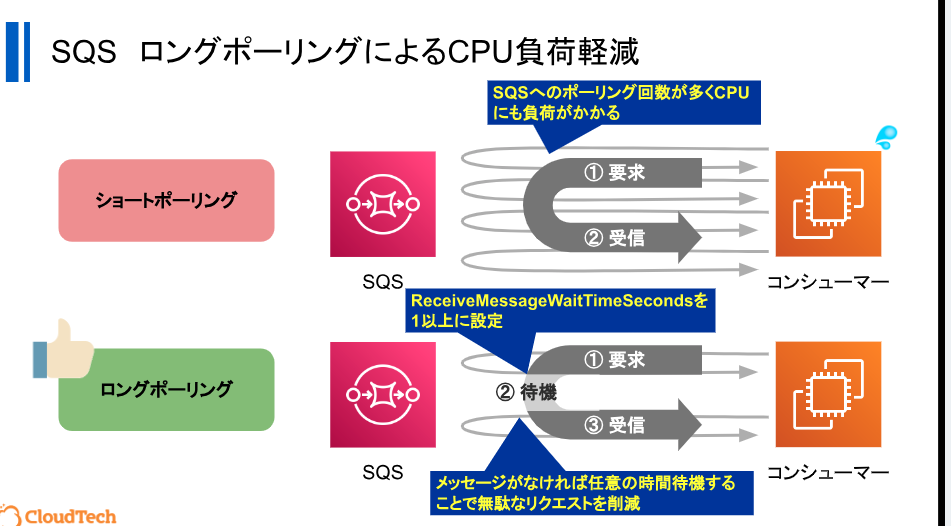 SQS ロングポーリングによるCPU負荷軽減
SQSへのポーリング回数が多くCPU
にも負荷がかかる
ショートポーリング
① 要求
② 受信
SQS
コンシューマー
ReceiveMessageWaitTimeSecondsを
1以上に設定
ロングポーリング
① 要求
② 待機
③ 受信
SQS
コンシューマー
メッセージがなければ任意の時間待機する
ことで無駄なリクエストを削減
CloudTech